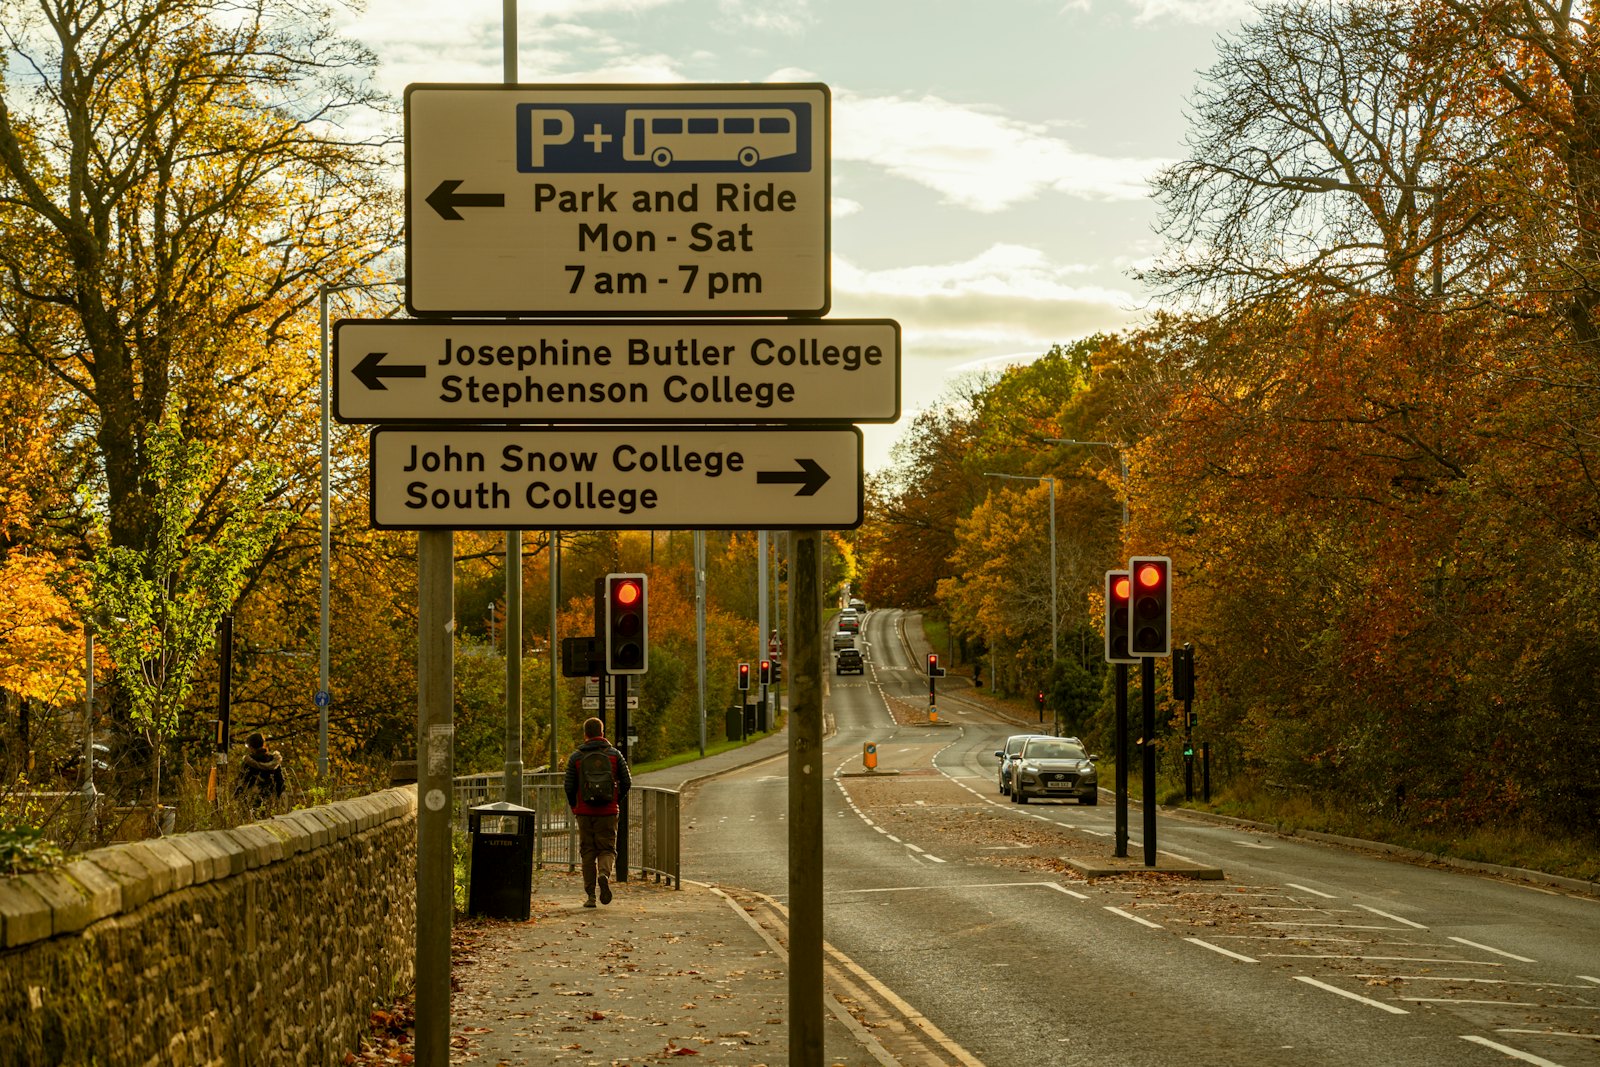 P+
Park and Ride
Mon - Sat
7 am - 7 pm
Josephine Butler College
Stephenson College
John Snow College
South College
LITTER